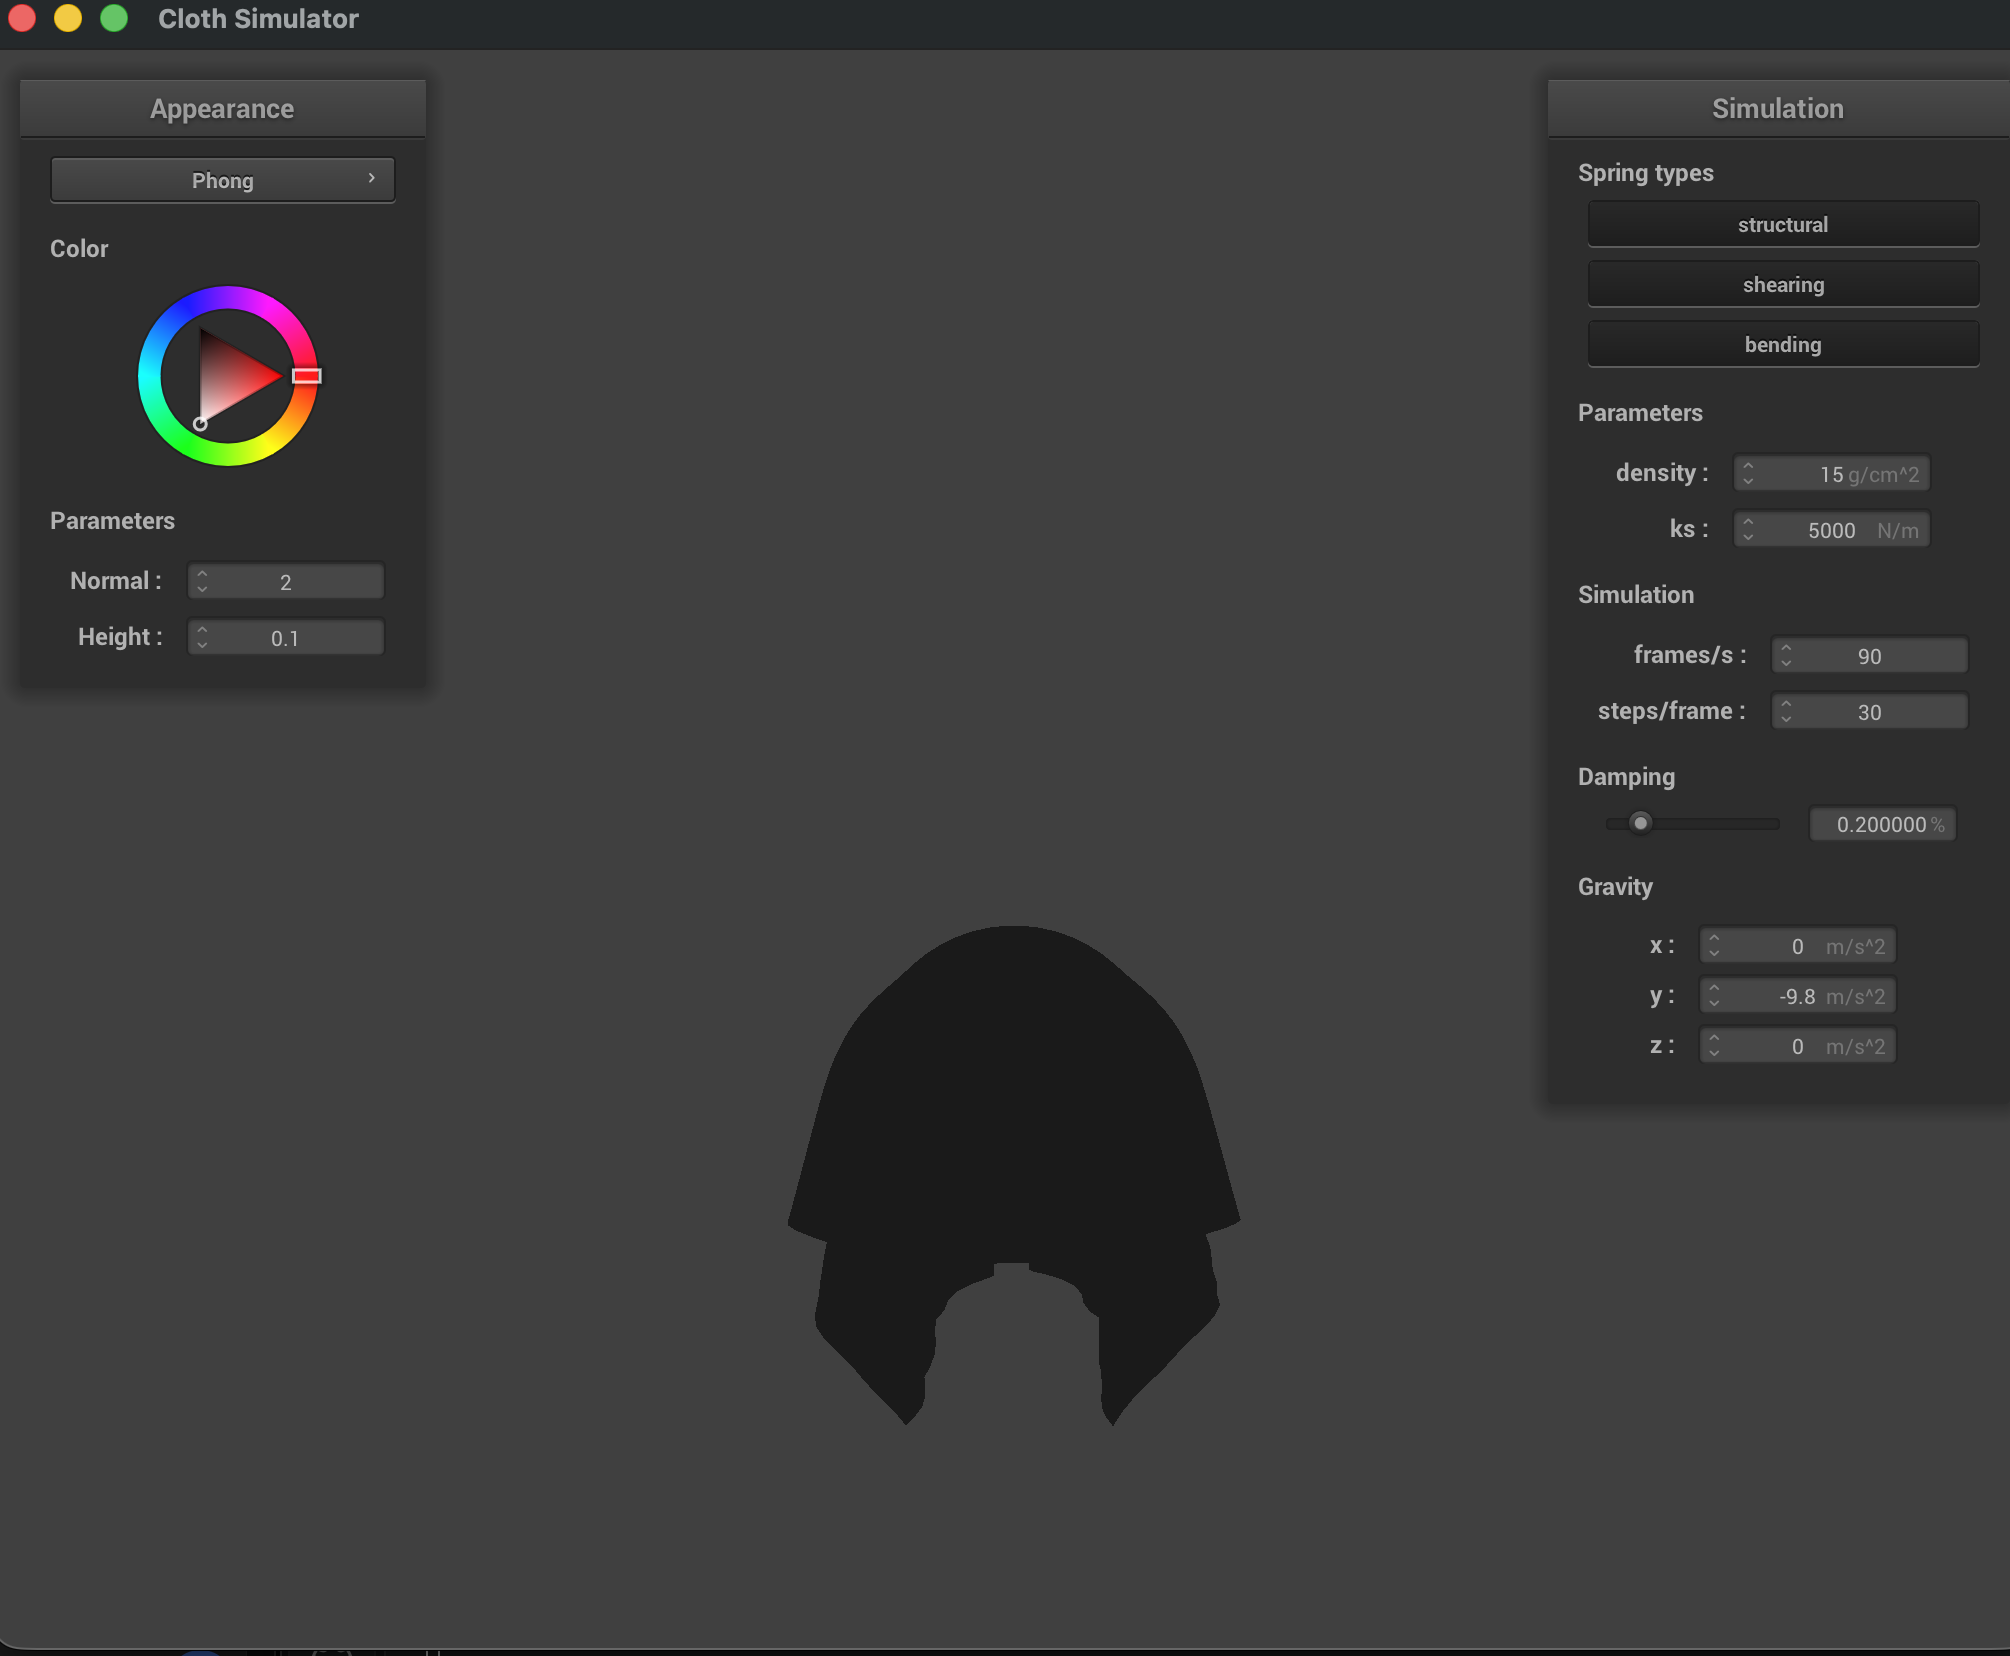 Cloth Simulator
Appearance
Phong
Color
Parameters
Normal : 2
Height : 0.1
Simulation
Spring types
structural
shearing
bending
Parameters
density : 15 g/cm^2
ks : 5000 N/m
Simulation
frames/s : 90
steps/frame : 30
Damping
0.200000 %
Gravity
x : 0 m/s^2
y : -9.8 m/s^2
z : 0 m/s^2